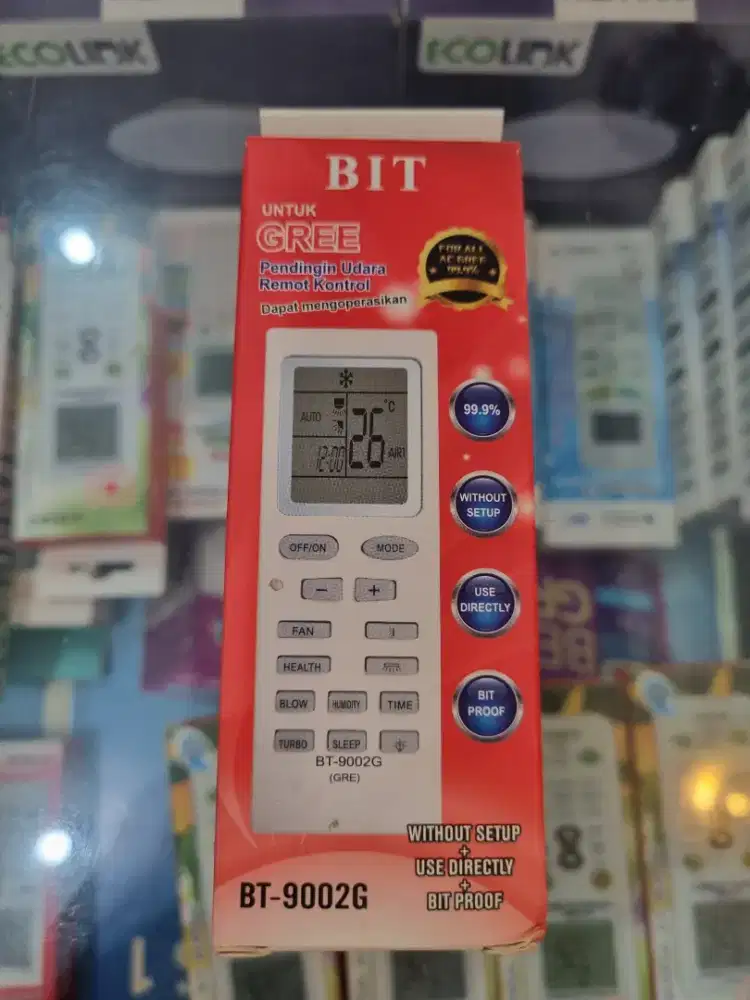 ECOLINK
ECOLINK
BIT
UNTUK
GREE
Pendingin Udara
Remot Kontrol
Dapat mengoperasikan
FOR ALL
AC GREE
99.9%
AUTO
26
°C
12:00
AIR1
99.9%
WITHOUT
SETUP
USE
DIRECTLY
BIT
PROOF
OFF/ON
MODE
−
+
FAN
HEALTH
BLOW
HUMIDITY
TIME
TURBO
SLEEP
BT-9002G
(GRE)
WITHOUT SETUP
+
USE DIRECTLY
+
BIT PROOF
BT-9002G